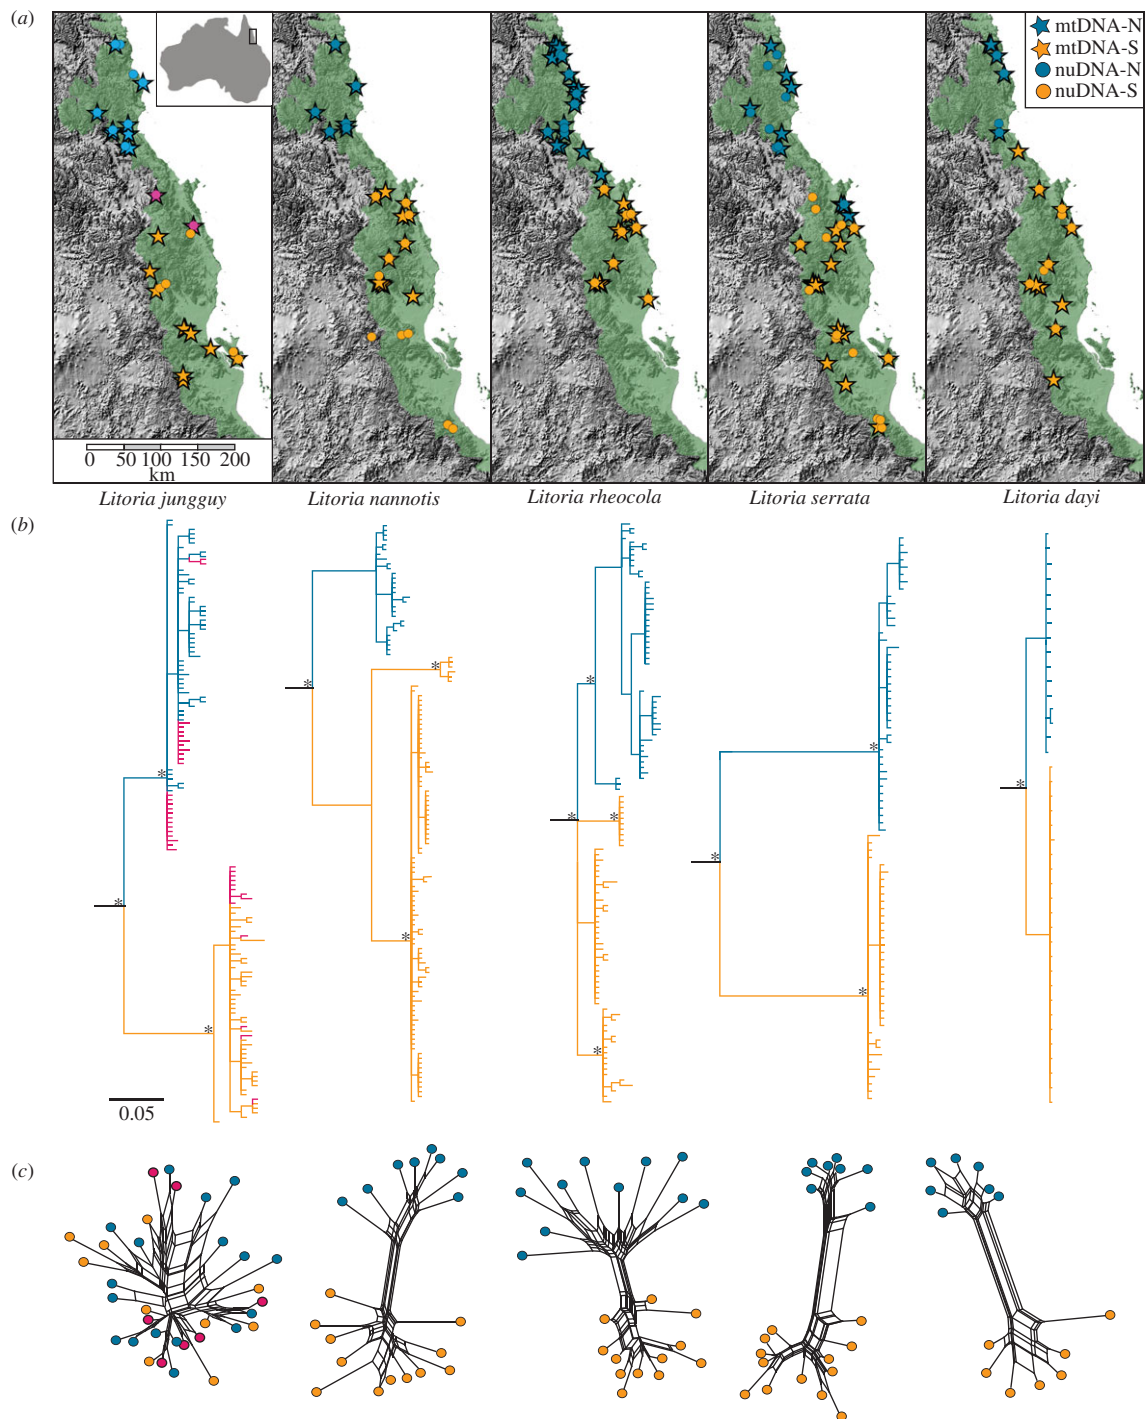 (a)
mtDNA-N
mtDNA-S
nuDNA-N
nuDNA-S
0 50 100 150 200
km
Litoria jungguy
Litoria nannotis
Litoria rheocola
Litoria serrata
Litoria dayi
(b)
*
*
*
*
*
*
*
*
*
*
*
*
*
*
0.05
(c)